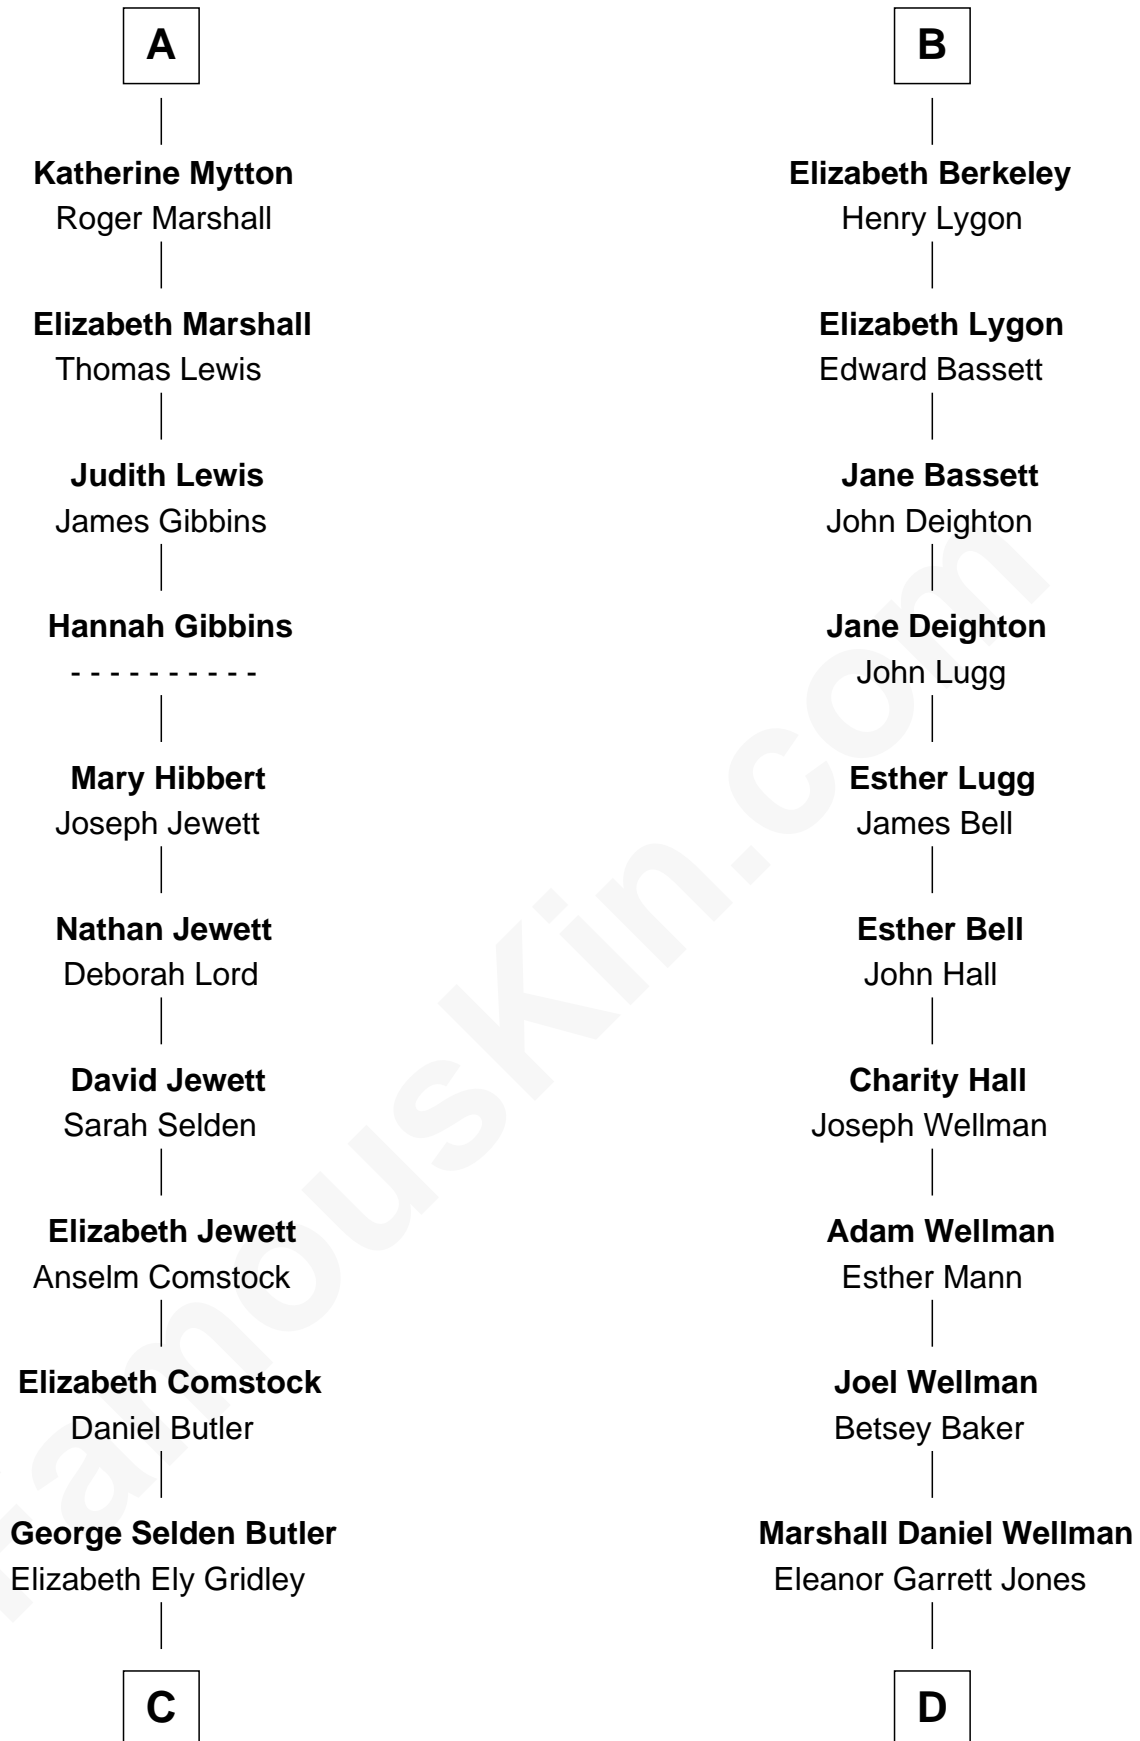 A
Katherine Mytton
Roger Marshall
Elizabeth Marshall
Thomas Lewis
Judith Lewis
James Gibbins
Hannah Gibbins
- - - - - - - - - -
Mary Hibbert
Joseph Jewett
Nathan Jewett
Deborah Lord
David Jewett
Sarah Selden
Elizabeth Jewett
Anselm Comstock
Elizabeth Comstock
Daniel Butler
George Selden Butler
Elizabeth Ely Gridley
C
B
Elizabeth Berkeley
Henry Lygon
Elizabeth Lygon
Edward Bassett
Jane Bassett
John Deighton
Jane Deighton
John Lugg
Esther Lugg
James Bell
Esther Bell
John Hall
Charity Hall
Joseph Wellman
Adam Wellman
Esther Mann
Joel Wellman
Betsey Baker
Marshall Daniel Wellman
Eleanor Garrett Jones
D
FamousKin.com